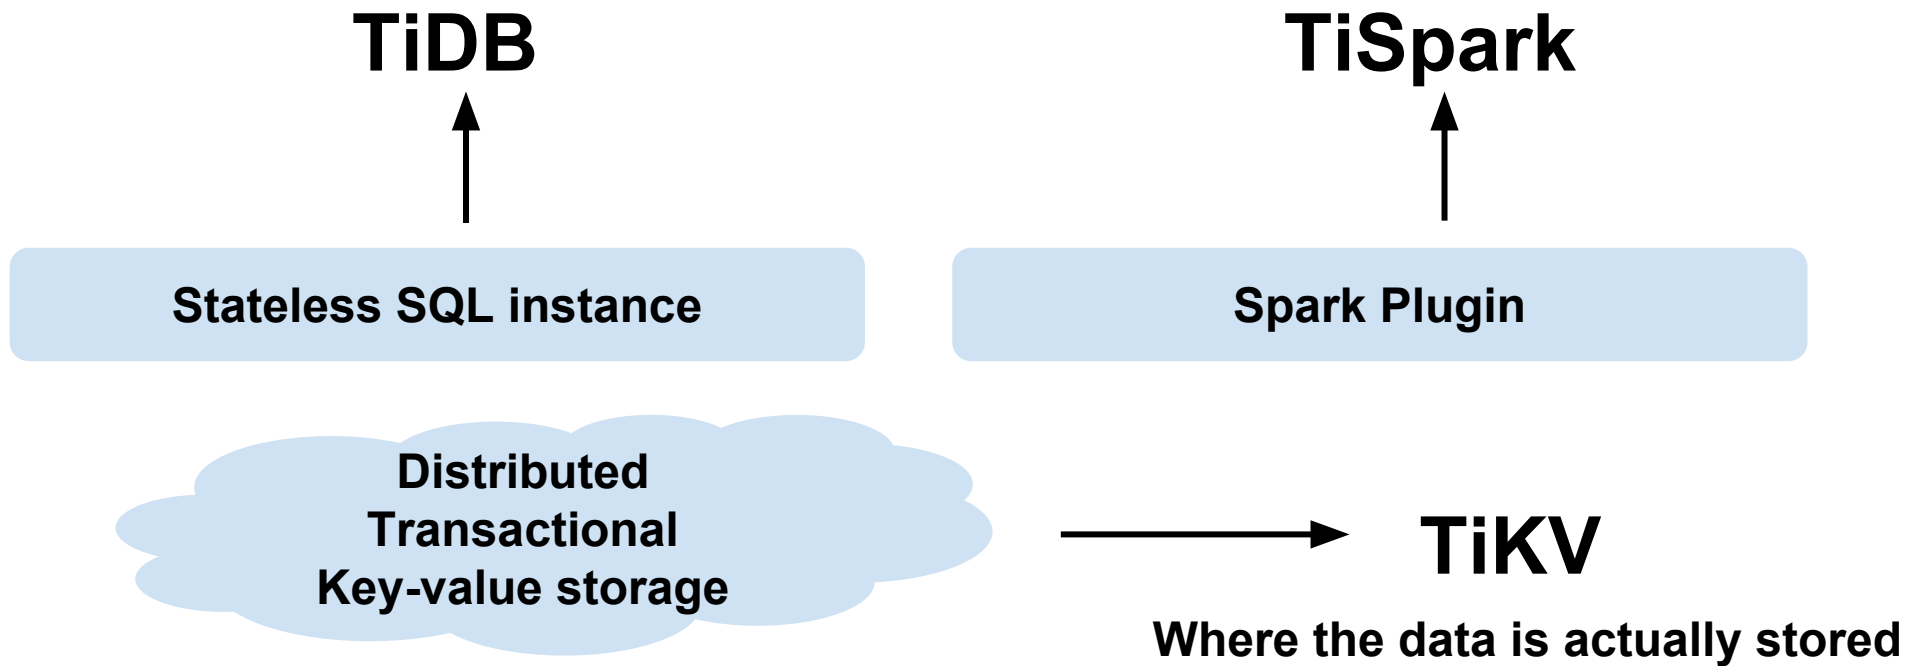 TiDB
TiSpark
Stateless SQL instance
Spark Plugin
Distributed
Transactional
Key-value storage
TiKV
Where the data is actually stored